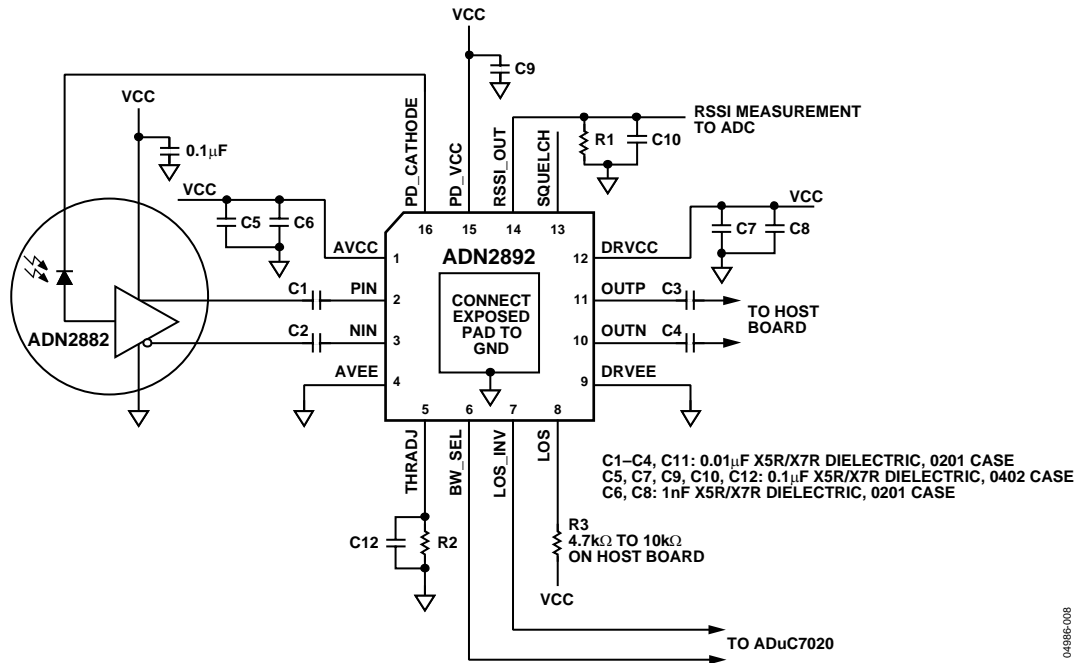 VCC
C9
VCC
0.1µF
RSSI MEASUREMENT
TO ADC
R1
C10
PD_CATHODE
PD_VCC
RSSI_OUT
SQUELCH
VCC
C5
C6
VCC
C7
C8
16
15
14
13
AVCC
1
ADN2892
12
DRVCC
C1
PIN
2
CONNECT
EXPOSED
PAD TO
GND
11
OUTP
C3
TO HOST
BOARD
ADN2882
C2
NIN
3
10
OUTN
C4
AVEE
4
9
DRVEE
5
6
7
8
THRADJ
BW_SEL
LOS_INV
LOS
C1–C4, C11: 0.01µF X5R/X7R DIELECTRIC, 0201 CASE
C5, C7, C9, C10, C12: 0.1µF X5R/X7R DIELECTRIC, 0402 CASE
C6, C8: 1nF X5R/X7R DIELECTRIC, 0201 CASE
C12
R2
R3
4.7kΩ TO 10kΩ
ON HOST BOARD
VCC
TO ADuC7020
04986-008